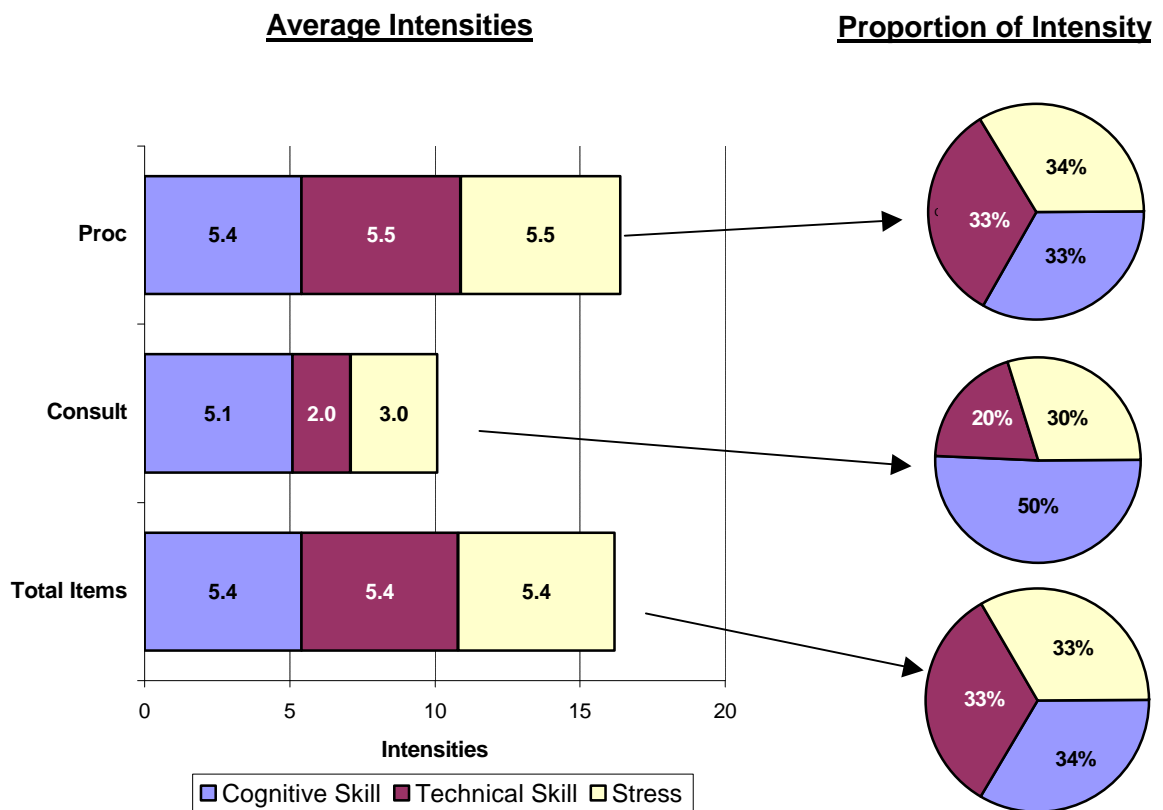 Average Intensities
Proportion of Intensity
Proc
5.4
5.5
5.5
34%
33%
33%
Consult
5.1
2.0
3.0
20%
30%
50%
Total Items
5.4
5.4
5.4
33%
33%
34%
0
5
10
15
20
Intensities
Cognitive Skill
Technical Skill
Stress